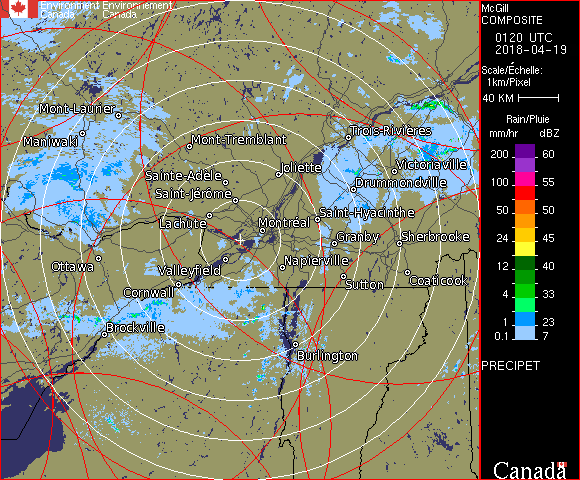 Environment Environnement
Canada Canada
McGill
COMPOSITE
0120 UTC
2018-04-19
Scale/Échelle:
1km/Pixel
40 KM
Rain/Pluie
mm/hr dBZ
200 60
100 55
50 50
24 45
12 40
4 33
1 23
0.1 7
PRECIPET
Canada
Mont-Laurier
Maniwaki
Mont-Tremblant
Trois-Rivières
Sainte-Adèle
Joliette
Victoriaville
Saint-Jérôme
Drummondville
Lachute
Montréal
Saint-Hyacinthe
Granby
Sherbrooke
Ottawa
Valleyfield
Napierville
Cornwall
Sutton
Coaticook
Brockville
Burlington